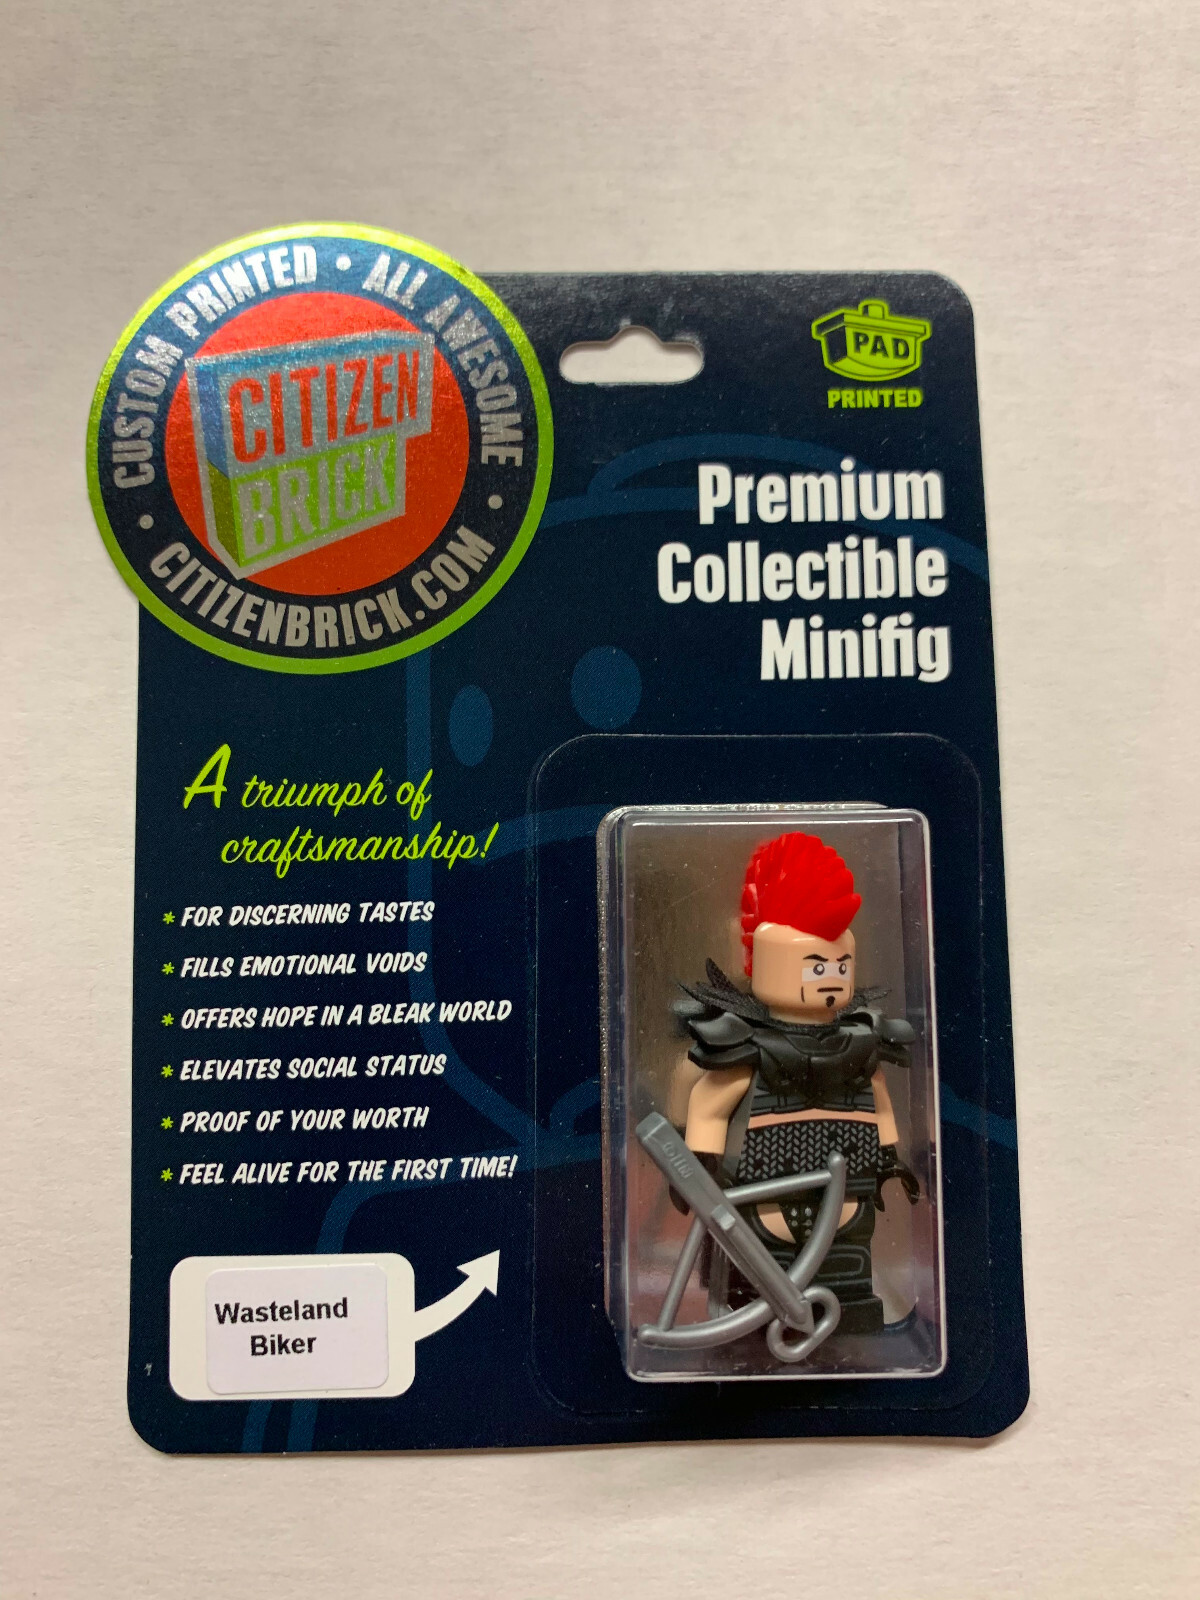 CUSTOM PRINTED • ALL AWESOME
CITIZEN
BRICK
• CITIZENBRICK.COM •
PAD
PRINTED
Premium
Collectible
Minifig
A triumph of
craftsmanship!
* FOR DISCERNING TASTES
* FILLS EMOTIONAL VOIDS
* OFFERS HOPE IN A BLEAK WORLD
* ELEVATES SOCIAL STATUS
* PROOF OF YOUR WORTH
* FEEL ALIVE FOR THE FIRST TIME!
Wasteland
Biker